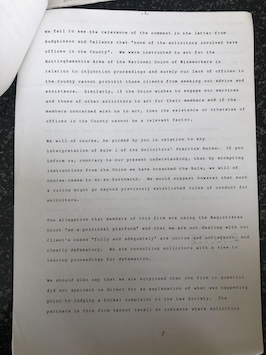 We fail to see the relevance of the comment in the letter from
Hodgkinson and Tallents that "none of the solicitors involved have
offices in the County". We were instructed to act for the
Nottinghamshire Area of the National Union of Mineworkers in
relation to injunction proceedings and surely our lack of offices in
the County cannot prohibit those clients from seeking our advice and
assistance. Similarly, if the Union wishes to engage our services
and those of other solicitors to act for their members and if the
members concerned wish us to act, then the existence or otherwise of
offices in the County cannot be a relevant factor.
We will of course, be guided by you in relation to any
interpretation of Rule 1 of the Solicitors' Practice Rules. If you
inform us, contrary to our present understanding, that by accepting
instructions from the Union we have breached the Rule, we will of
course cease to do so forthwith. We would suggest however that such
a ruling might go beyond previously established rules of conduct for
solicitors.
The allegation that members of this firm are using the Magistrates
Court "as a political platform" and that we are not dealing with our
Client's cases "fully and adequately" are untrue and
clearly defamatory. We are consulting solicitors with a view to
issuing proceedings for defamation.
We should also say that we are surprised that the firm in question
did not approach us direct for an explanation of what was happening
prior to lodging a formal complaint to the Law Society. The
partners in this firm cannot recall an instance where solicitors